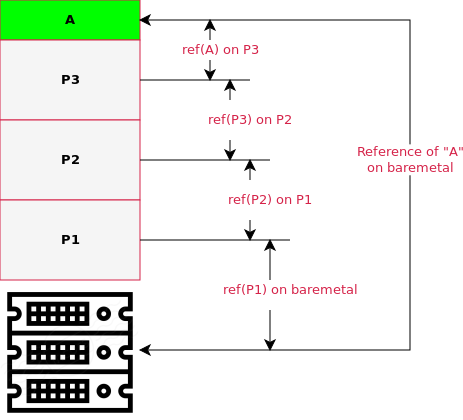 A
ref(A) on P3
P3
ref(P3) on P2
Reference of "A"
on baremetal
P2
ref(P2) on P1
P1
ref(P1) on baremetal